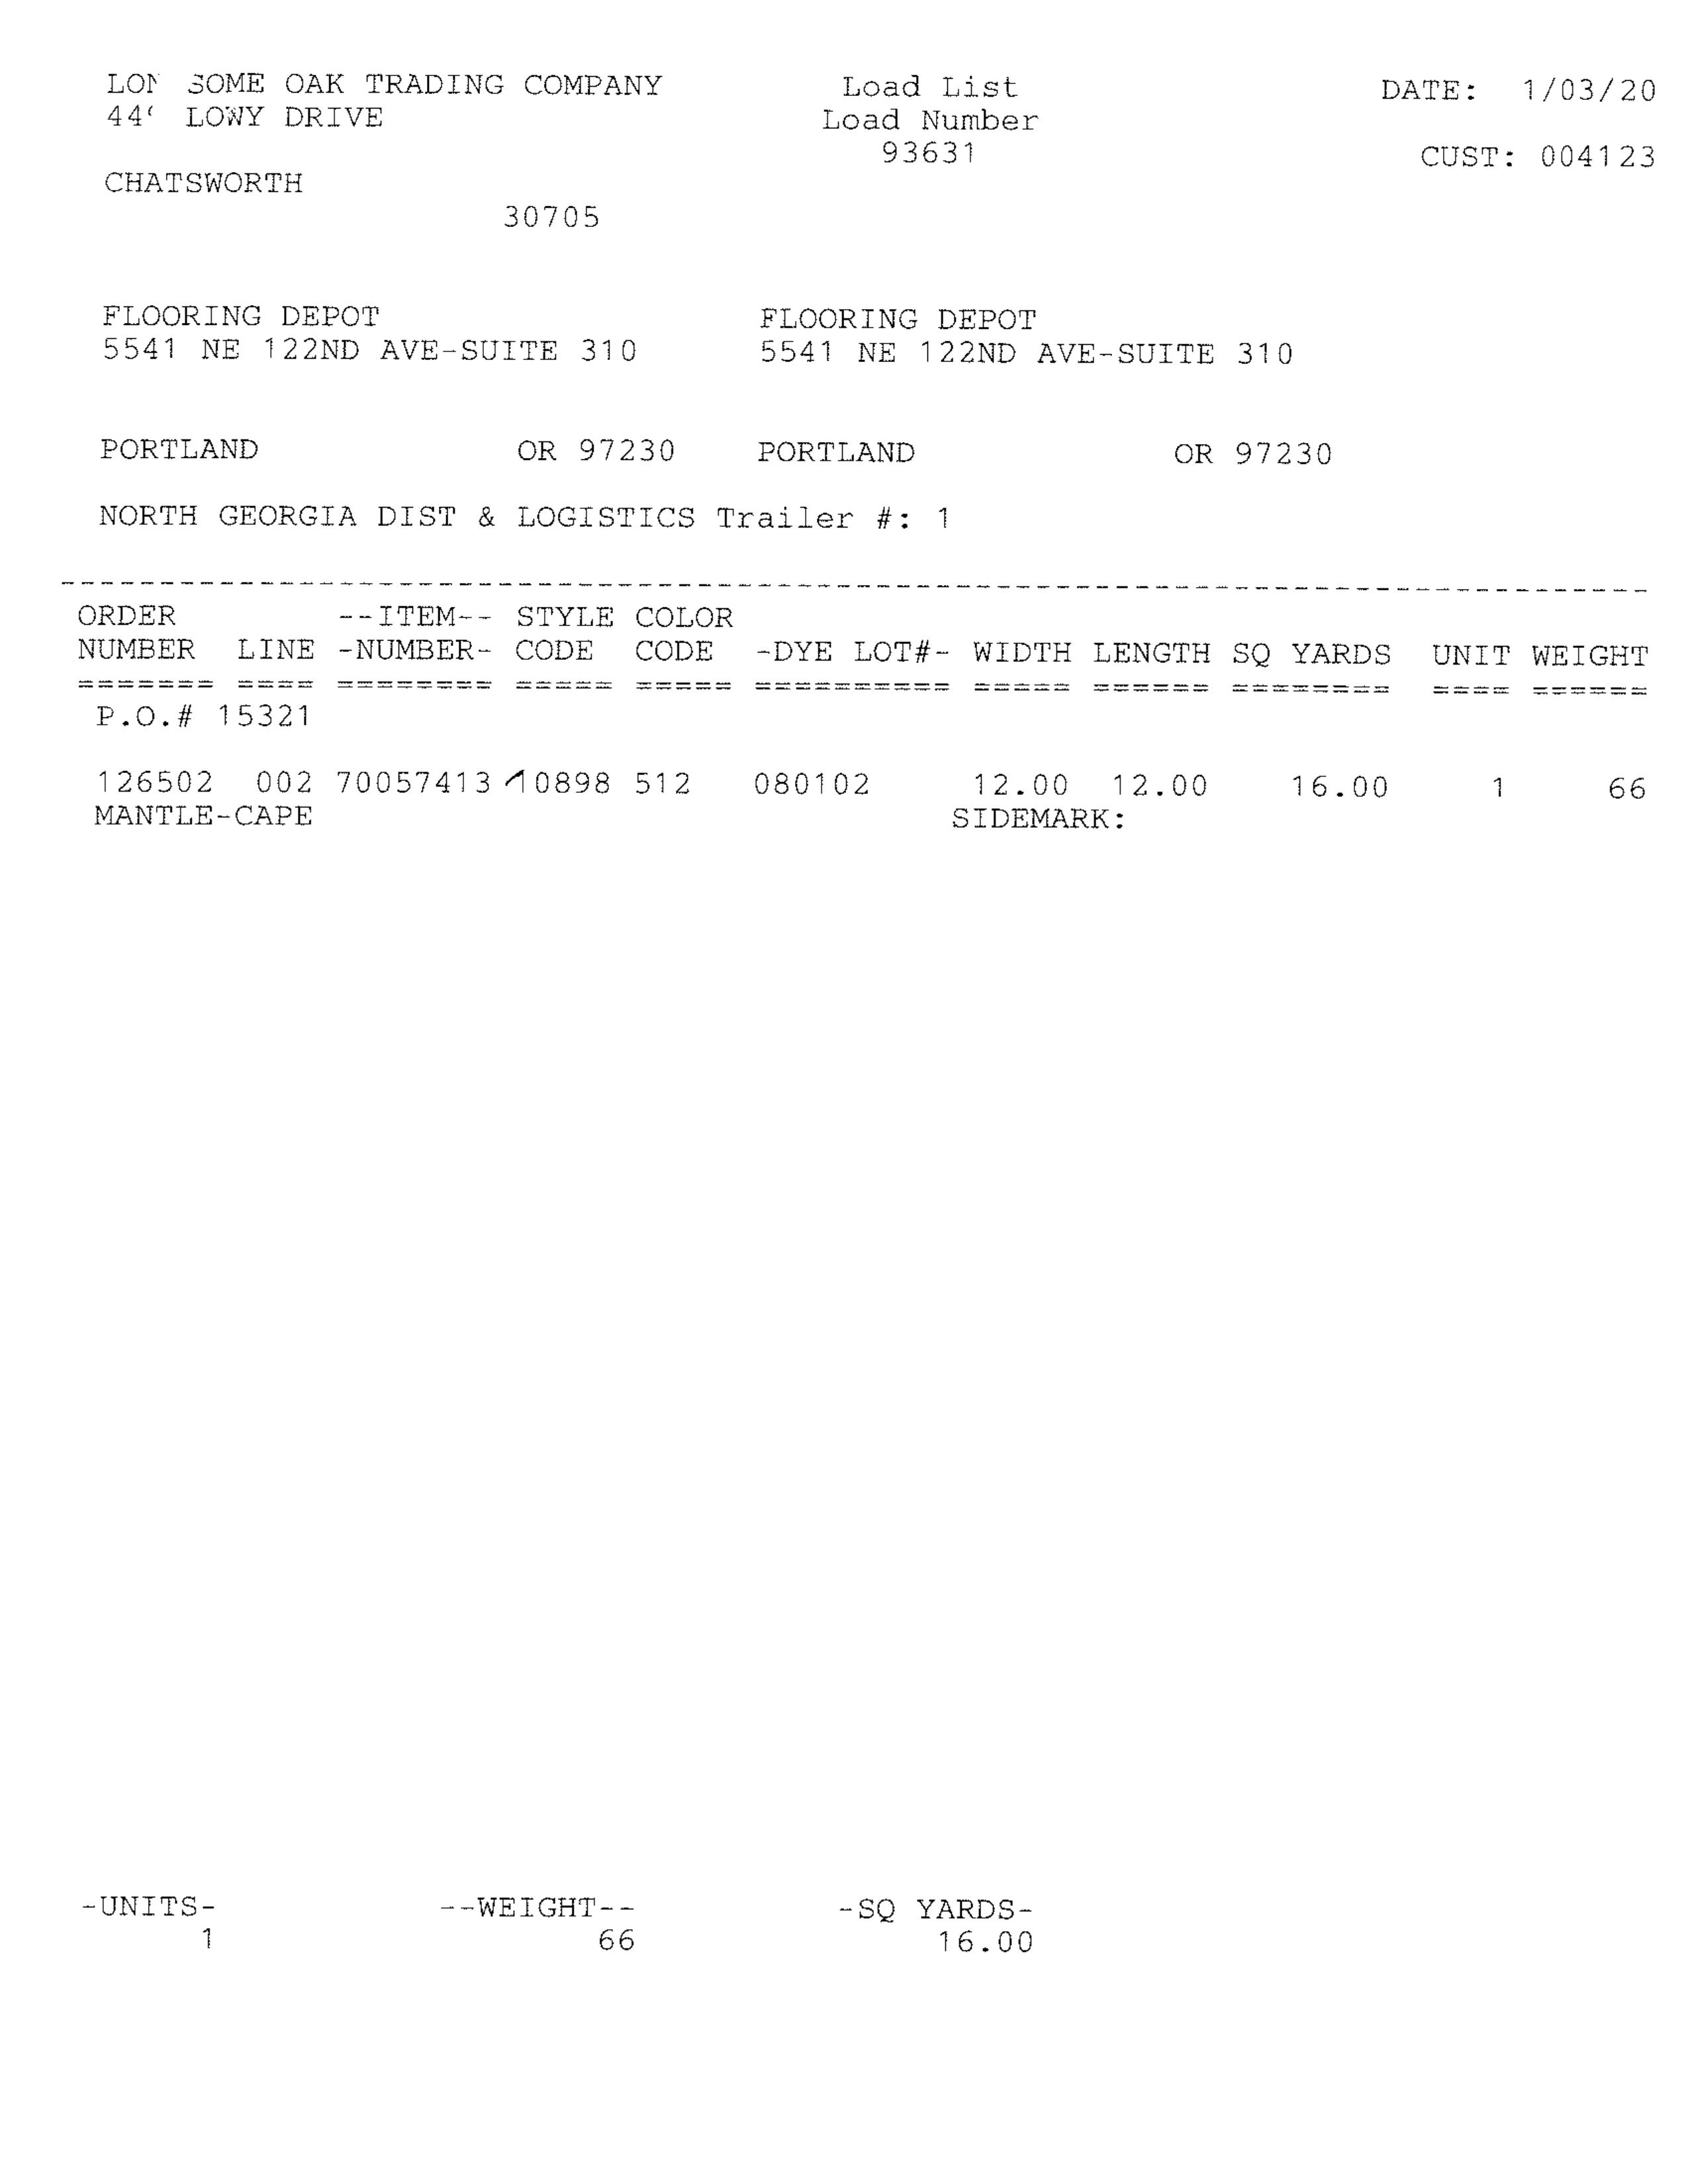 SOME OAK TRADING COMPANY Load List DATE: 1/03/20
LOWY DRIVE Load Number
93631 CUST: 004123
CHATSWORTH
30705
FLOORING DEPOT FLOORING DEPOT
5541 NE 122ND AVE-SUITE 310 5541 NE 122ND AVE-SUITE 310
PORTLAND OR 97230 PORTLAND OR 97230
NORTH GEORGIA DIST & LOGISTICS Trailer #: 1
ORDER --ITEM-- STYLE COLOR
NUMBER LINE -NUMBER- CODE CODE -DYE LOT#- WIDTH LENGTH SQ YARDS UNIT WEIGHT
======= ==== ======== ===== ===== ========== ===== ====== ======== ==== ======
P.O.# 15321
126502 002 70057413 10898 512 080102 12.00 12.00 16.00 1 66
MANTLE-CAPE SIDEMARK:
-UNITS- --WEIGHT-- -SQ YARDS-
1 66 16.00